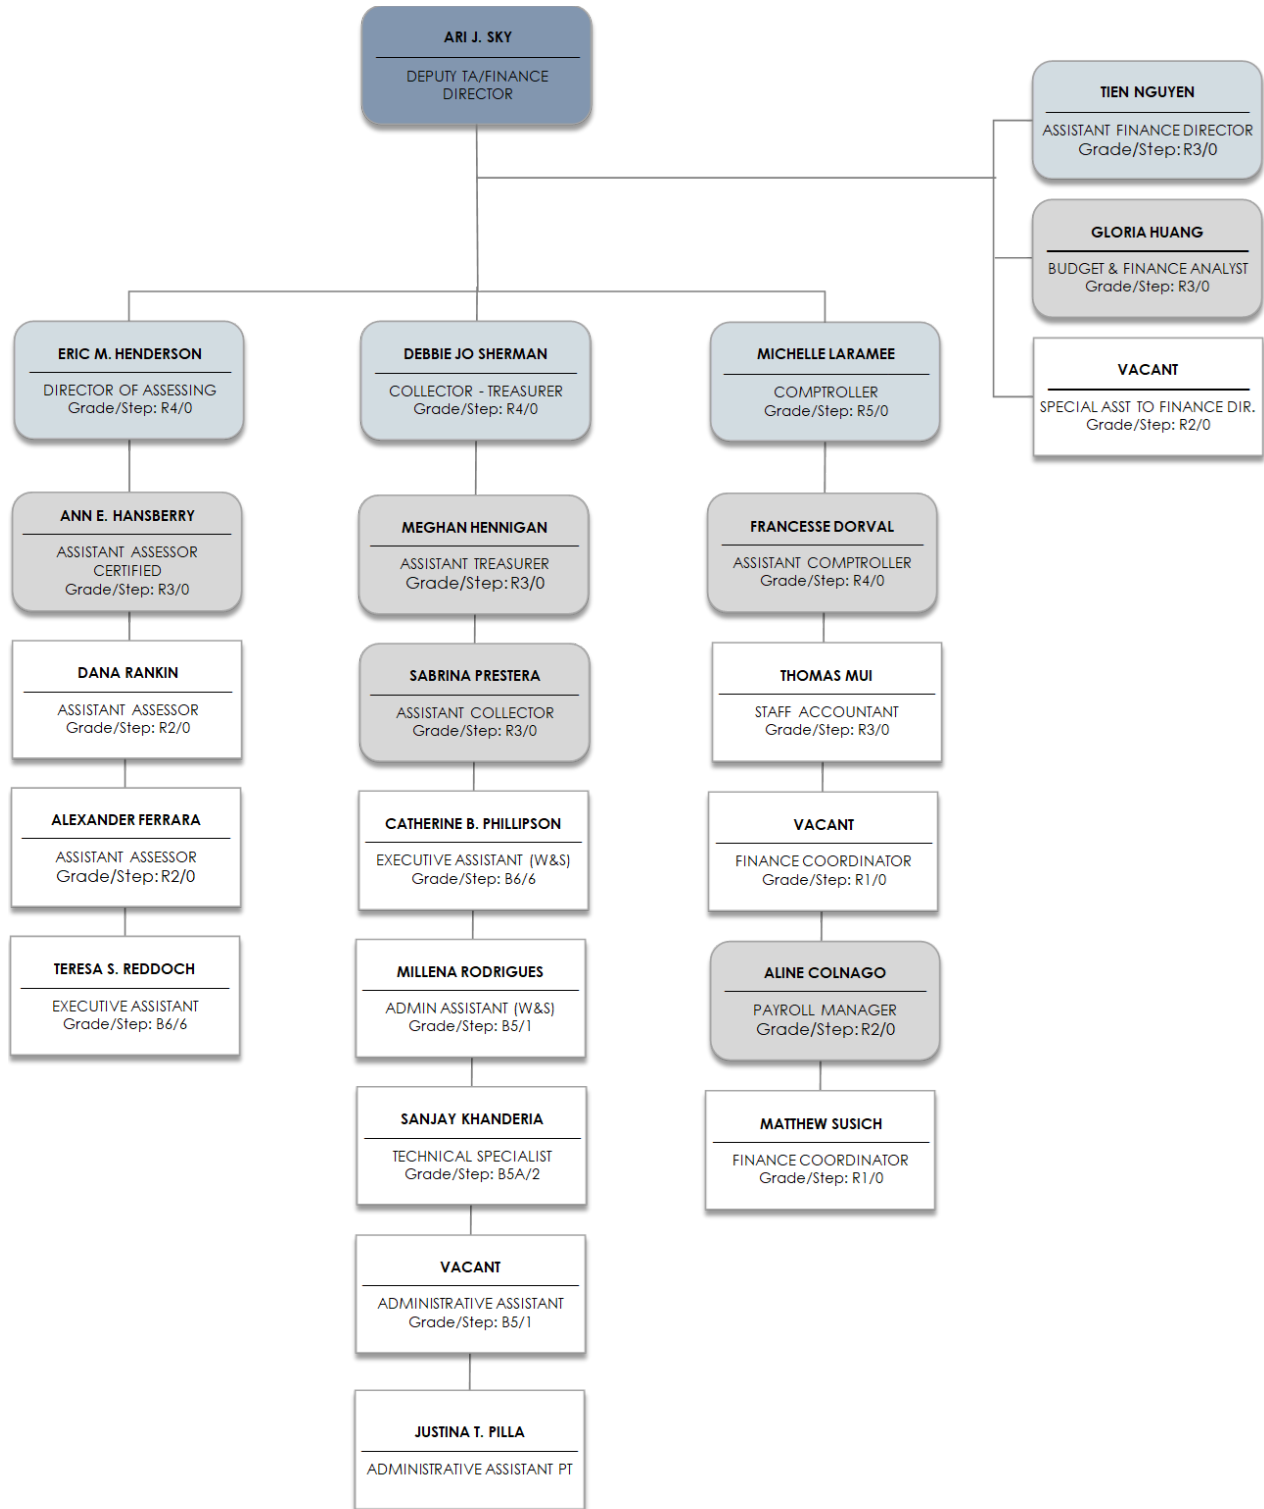 ARI J. SKY
DEPUTY TA/FINANCE
DIRECTOR
TIEN NGUYEN
ASSISTANT FINANCE DIRECTOR
Grade/Step: R3/0
GLORIA HUANG
BUDGET & FINANCE ANALYST
Grade/Step: R3/0
VACANT
SPECIAL ASST TO FINANCE DIR.
Grade/Step: R2/0
ERIC M. HENDERSON
DIRECTOR OF ASSESSING
Grade/Step: R4/0
ANN E. HANSBERRY
ASSISTANT ASSESSOR
CERTIFIED
Grade/Step: R3/0
DANA RANKIN
ASSISTANT ASSESSOR
Grade/Step: R2/0
ALEXANDER FERRARA
ASSISTANT ASSESSOR
Grade/Step: R2/0
TERESA S. REDDOCH
EXECUTIVE ASSISTANT
Grade/Step: B6/6
DEBBIE JO SHERMAN
COLLECTOR - TREASURER
Grade/Step: R4/0
MEGHAN HENNIGAN
ASSISTANT TREASURER
Grade/Step: R3/0
SABRINA PRESTERA
ASSISTANT COLLECTOR
Grade/Step: R3/0
CATHERINE B. PHILLIPSON
EXECUTIVE ASSISTANT (W&S)
Grade/Step: B6/6
MILLENA RODRIGUES
ADMIN ASSISTANT (W&S)
Grade/Step: B5/1
SANJAY KHANDERIA
TECHNICAL SPECIALIST
Grade/Step: B5A/2
VACANT
ADMINISTRATIVE ASSISTANT
Grade/Step: B5/1
JUSTINA T. PILLA
ADMINISTRATIVE ASSISTANT PT
MICHELLE LARAMEE
COMPTROLLER
Grade/Step: R5/0
FRANCESSE DORVAL
ASSISTANT COMPTROLLER
Grade/Step: R4/0
THOMAS MUI
STAFF ACCOUNTANT
Grade/Step: R3/0
VACANT
FINANCE COORDINATOR
Grade/Step: R1/0
ALINE COLNAGO
PAYROLL MANAGER
Grade/Step: R2/0
MATTHEW SUSICH
FINANCE COORDINATOR
Grade/Step: R1/0